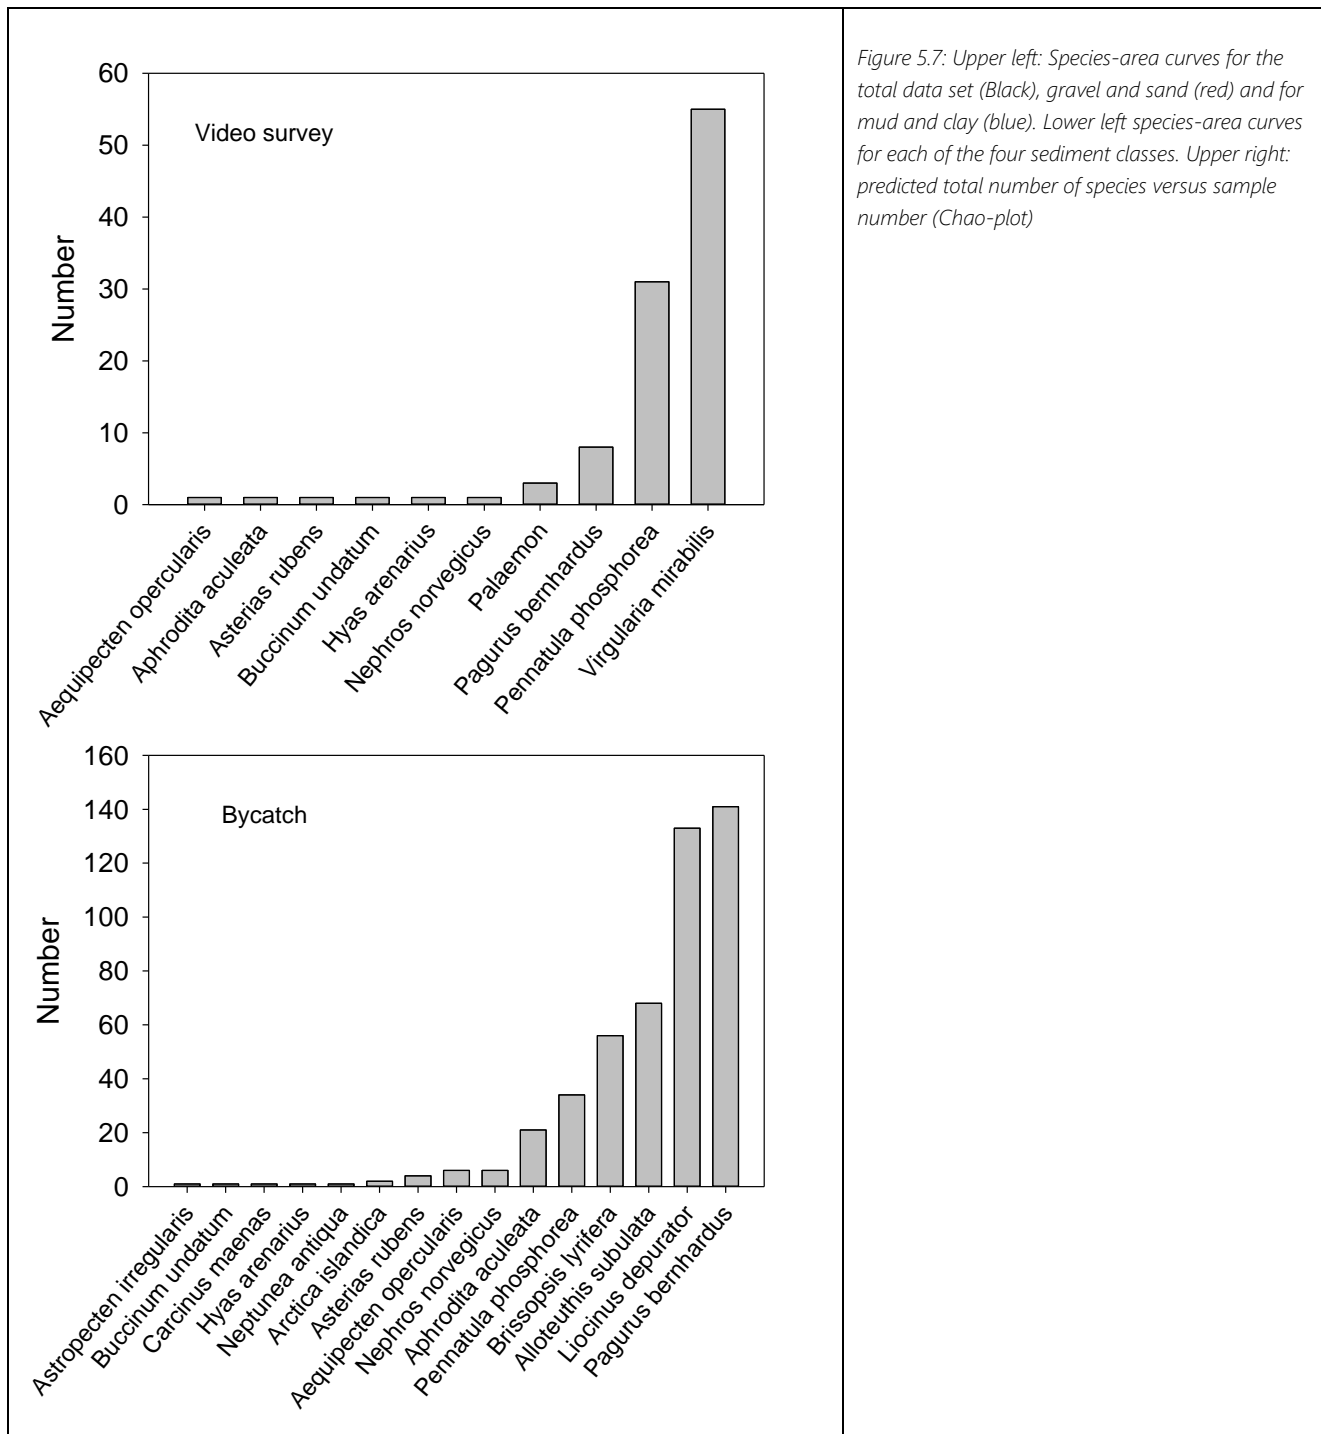 60
50
40
30
20
10
0
Number
Video survey
Aequipecten opercularis
Aphrodita aculeata
Asterias rubens
Buccinum undatum
Hyas arenarius
Nephros norvegicus
Palaemon
Pagurus bernhardus
Pennatula phosphorea
Virgularia mirabilis
160
140
120
100
80
60
40
20
0
Number
Bycatch
Astropecten irregularis
Buccinum undatum
Carcinus maenas
Hyas arenarius
Neptunea antiqua
Arctica islandica
Asterias rubens
Aequipecten opercularis
Nephros norvegicus
Aphrodita aculeata
Pennatula phosphorea
Brissopsis lyrifera
Alloteuthis subulata
Liocinus depurator
Pagurus bernhardus
Figure 5.7: Upper left: Species-area curves for the
total data set (Black), gravel and sand (red) and for
mud and clay (blue). Lower left species-area curves
for each of the four sediment classes. Upper right:
predicted total number of species versus sample
number (Chao-plot)